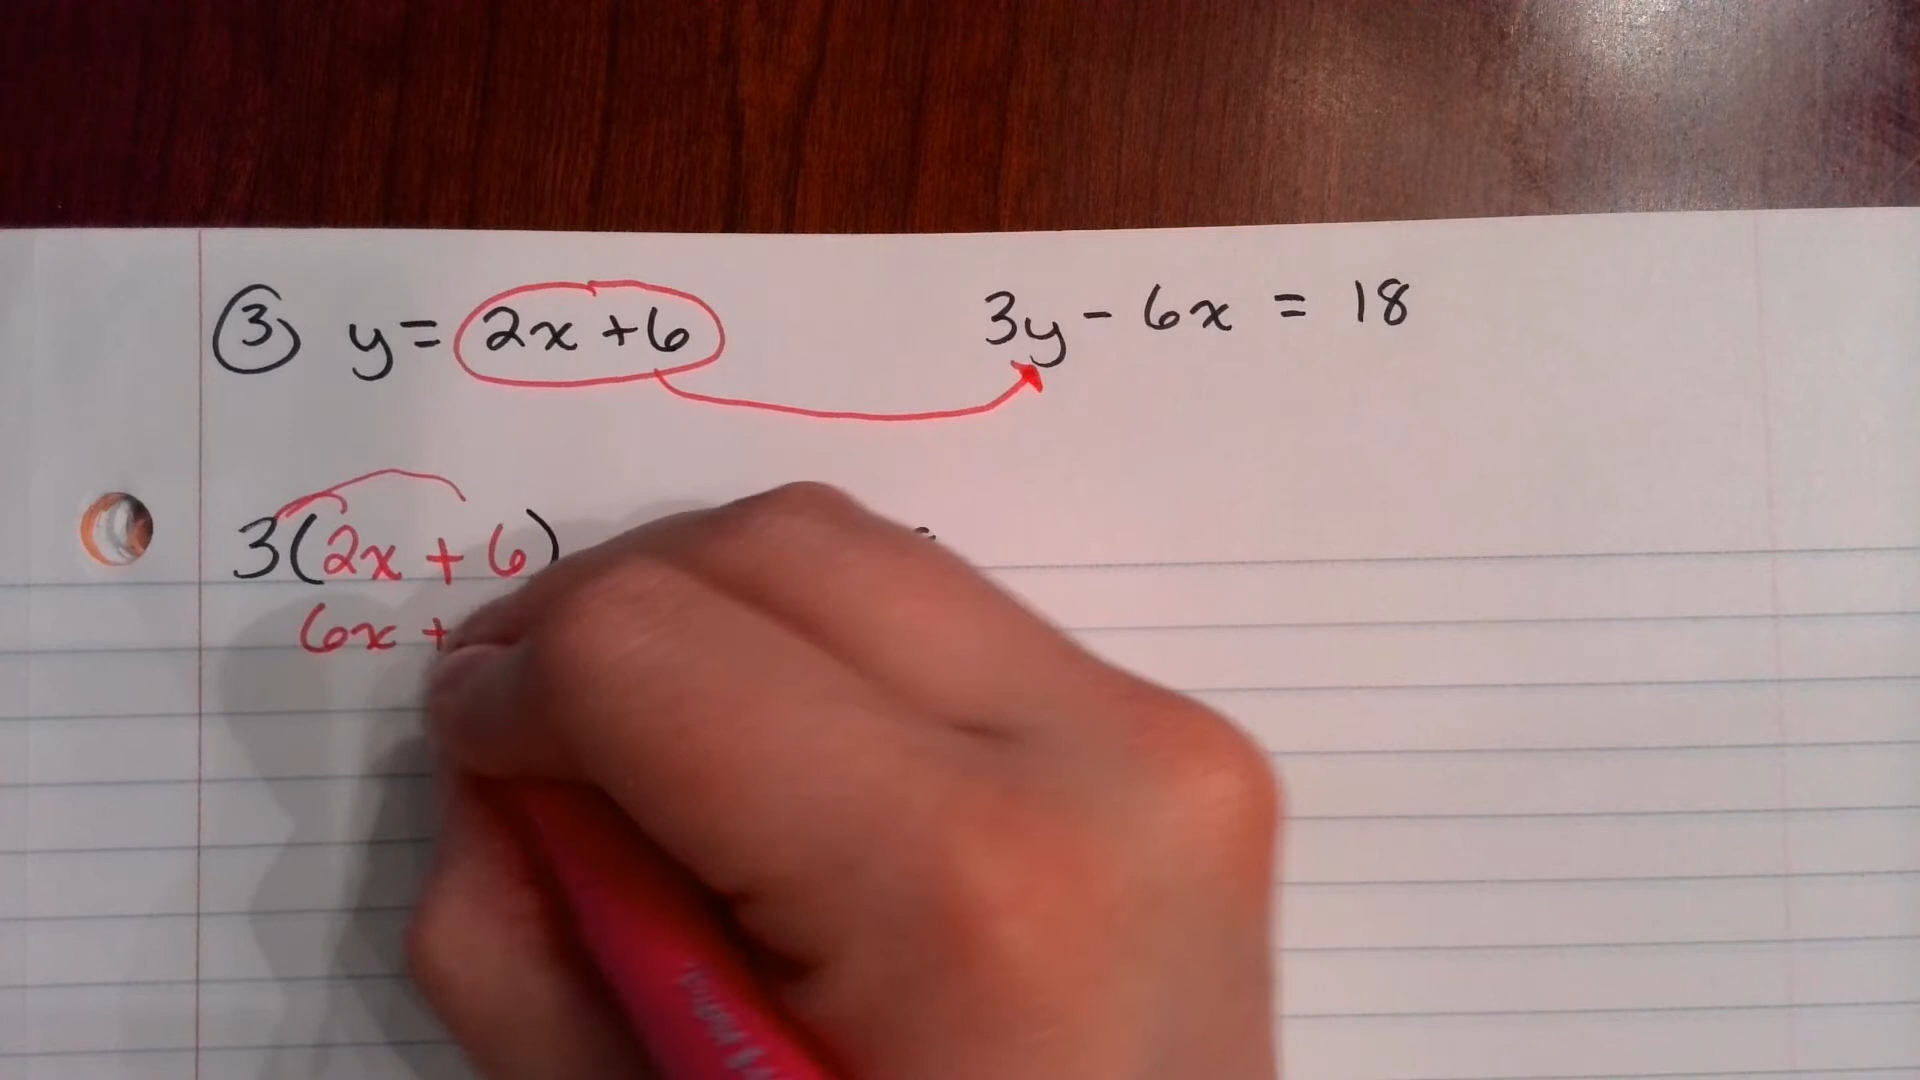 ③ y = 2x + 6 3y - 6x = 18
3(2x + 6)
6x +